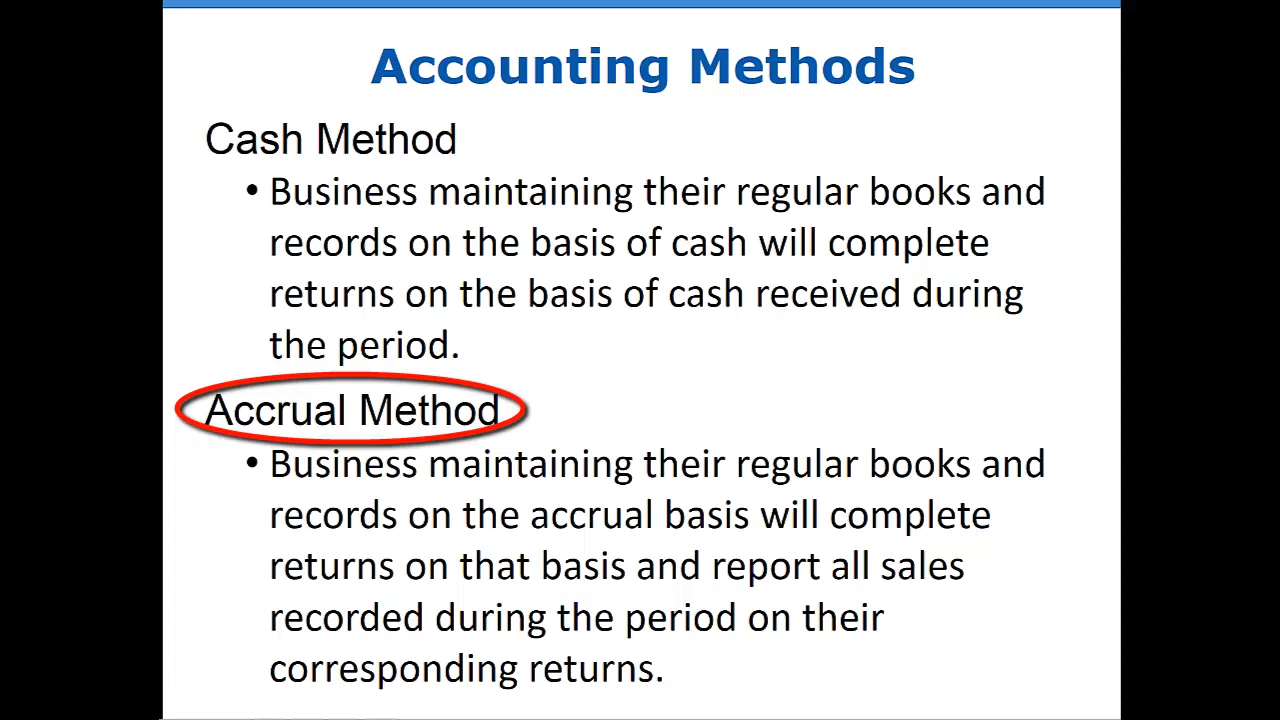 Accounting Methods
Cash Method
• Business maintaining their regular books and
records on the basis of cash will complete
returns on the basis of cash received during
the period.
Accrual Method
• Business maintaining their regular books and
records on the accrual basis will complete
returns on that basis and report all sales
recorded during the period on their
corresponding returns.